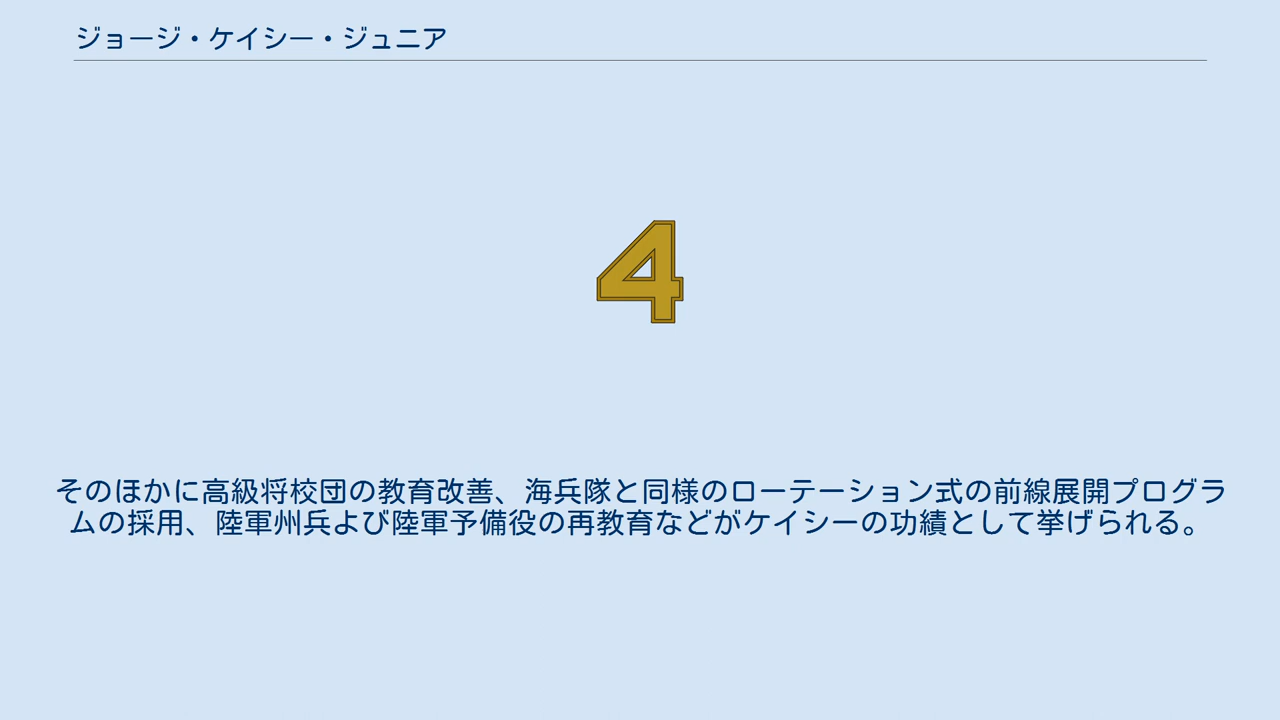 ジョージ・ケイシー・ジュニア
4
そのほかに高級将校団の教育改善、海兵隊と同様のローテーション式の前線展開プログラ
ムの採用、陸軍州兵よび陸軍予備役の再教育などがケイシーの功績として挙げられる。